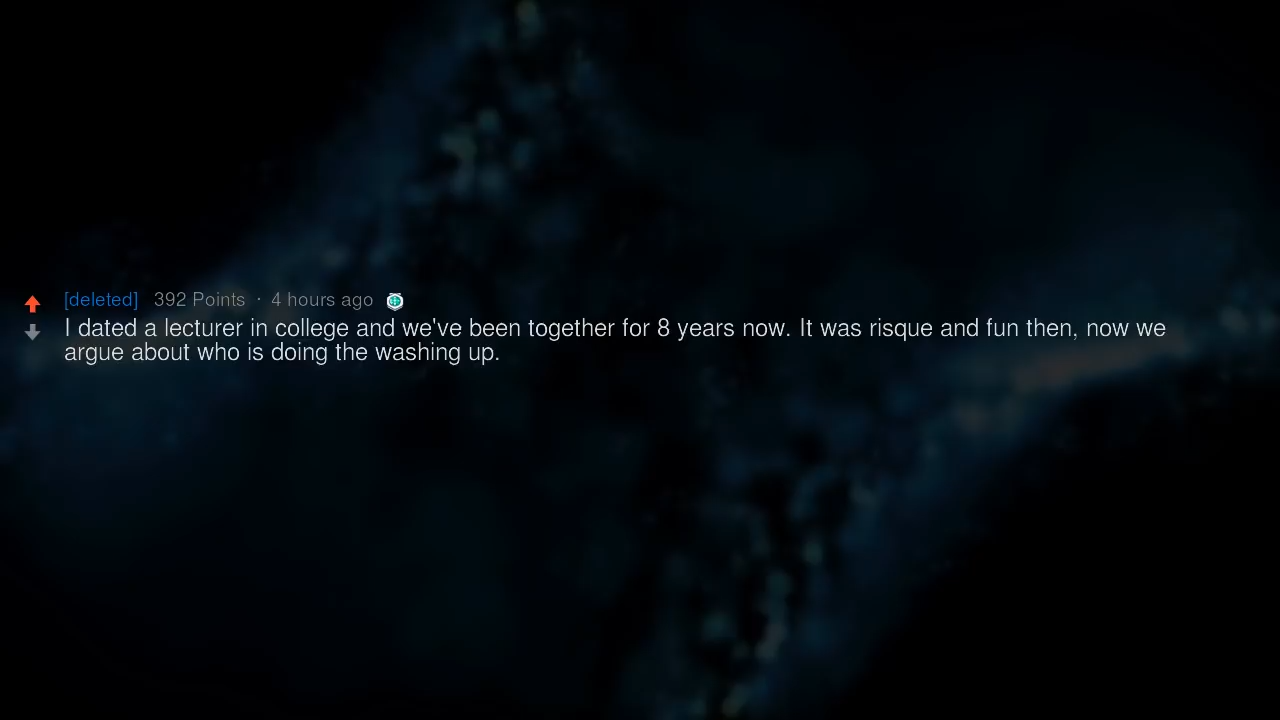 [deleted] 392 Points · 4 hours ago
I dated a lecturer in college and we've been together for 8 years now. It was risque and fun then, now we
argue about who is doing the washing up.